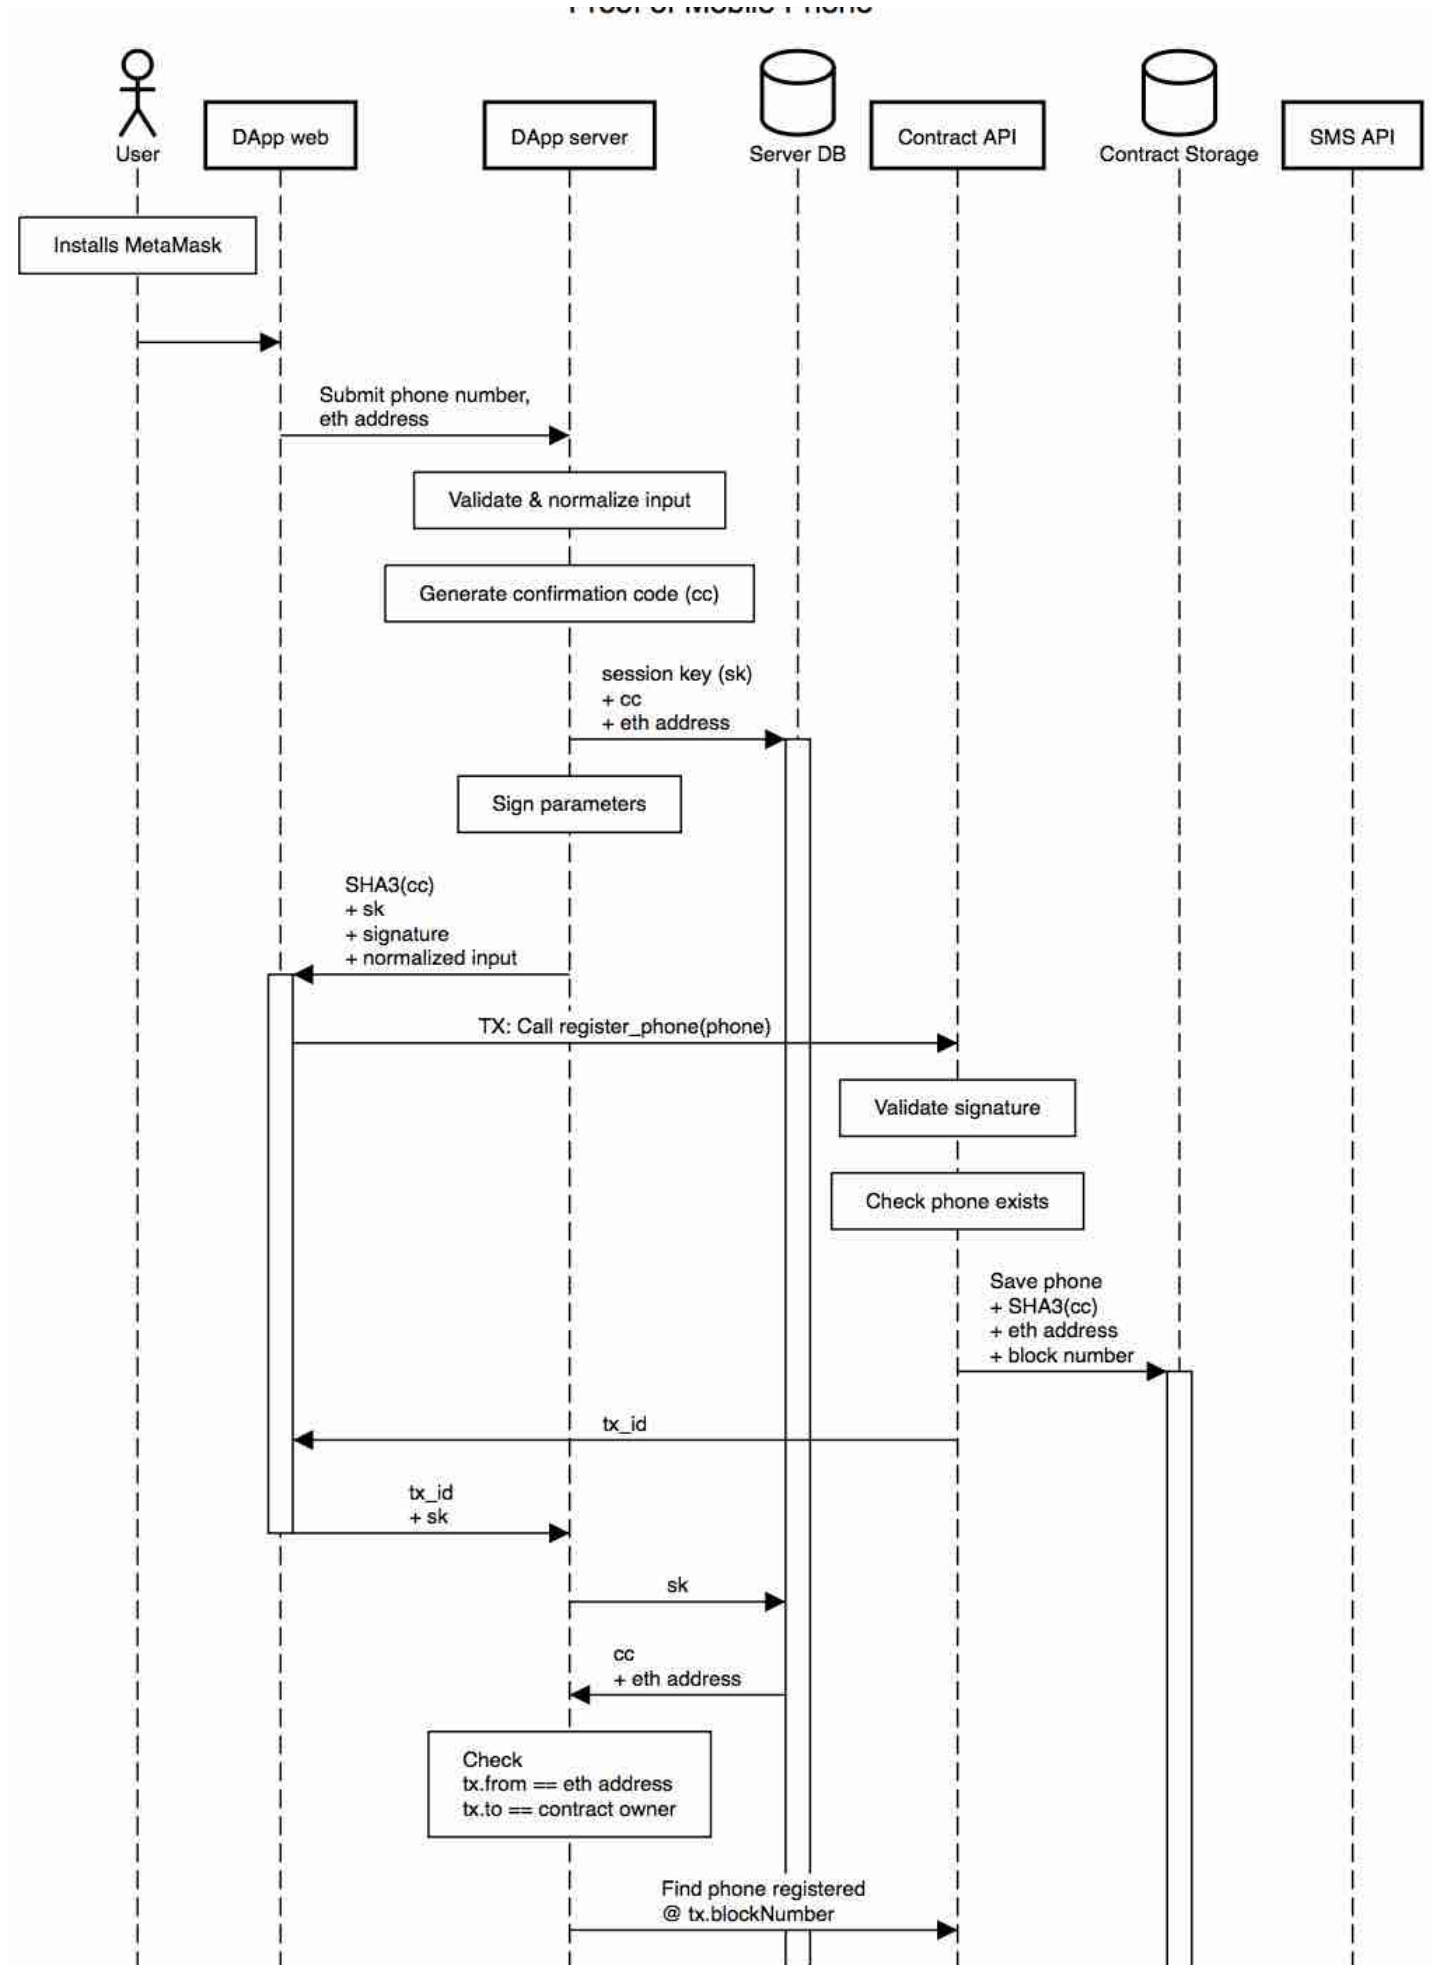 Proof of Mobile Phone
User
DApp web
DApp server
Server DB
Contract API
Contract Storage
SMS API
Installs MetaMask
Submit phone number,
eth address
Validate & normalize input
Generate confirmation code (cc)
session key (sk)
+ cc
+ eth address
Sign parameters
SHA3(cc)
+ sk
+ signature
+ normalized input
TX: Call register_phone(phone)
Validate signature
Check phone exists
Save phone
+ SHA3(cc)
+ eth address
+ block number
tx_id
tx_id
+ sk
sk
cc
+ eth address
Check
tx.from == eth address
tx.to == contract owner
Find phone registered
@ tx.blockNumber